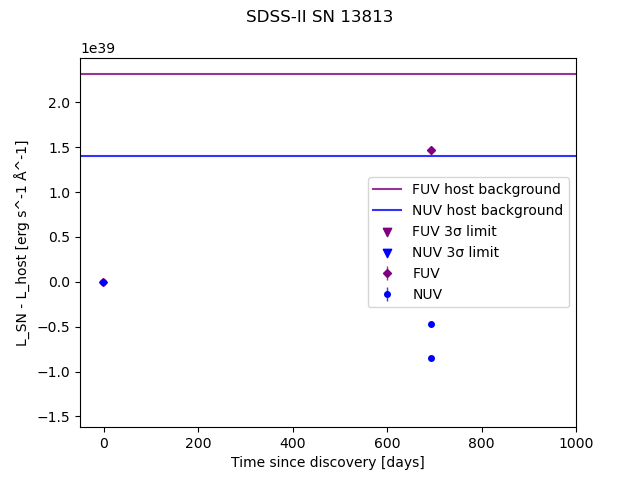 SDSS-II SN 13813
1e39
2.0
1.5
1.0
0.5
0.0
−0.5
−1.0
−1.5
L_SN - L_host [erg s^-1 Å^-1]
FUV host background
NUV host background
FUV 3σ limit
NUV 3σ limit
FUV
NUV
0 200 400 600 800 1000
Time since discovery [days]